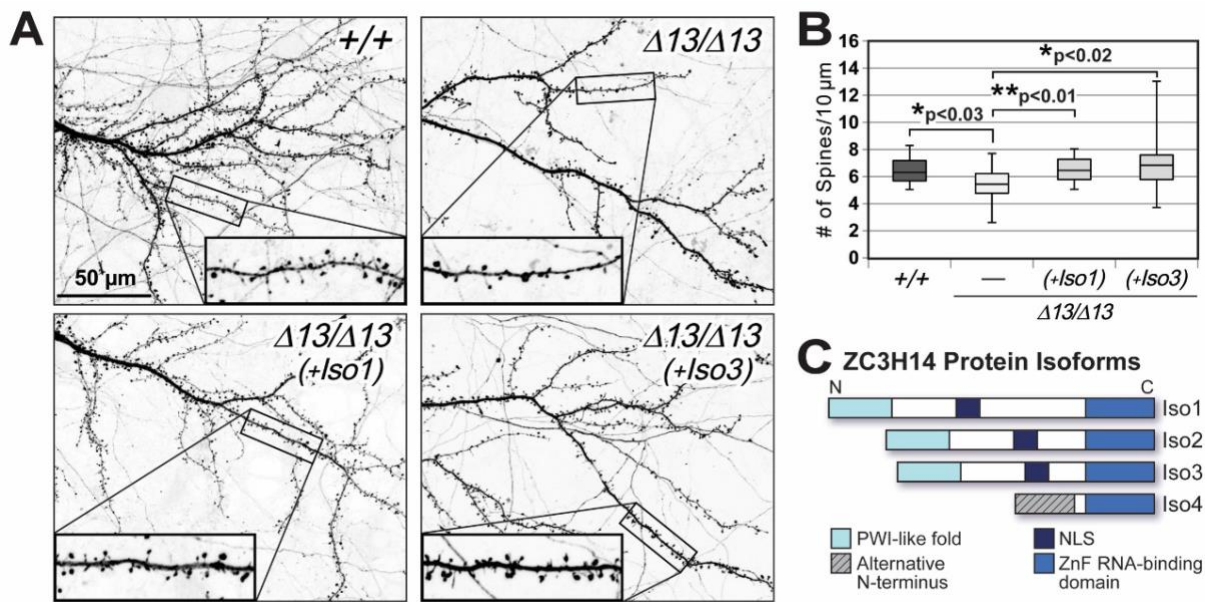 A
+/+
Δ13/Δ13
50 µm
Δ13/Δ13
(+Iso1)
Δ13/Δ13
(+Iso3)
B
# of Spines/10µm
16
14
12
10
8
6
4
2
0
*p<0.02
**p<0.01
*p<0.03
+/+
—
(+Iso1)
(+Iso3)
Δ13/Δ13
C ZC3H14 Protein Isoforms
N
C
Iso1
Iso2
Iso3
Iso4
PWI-like fold
Alternative
N-terminus
NLS
ZnF RNA-binding
domain